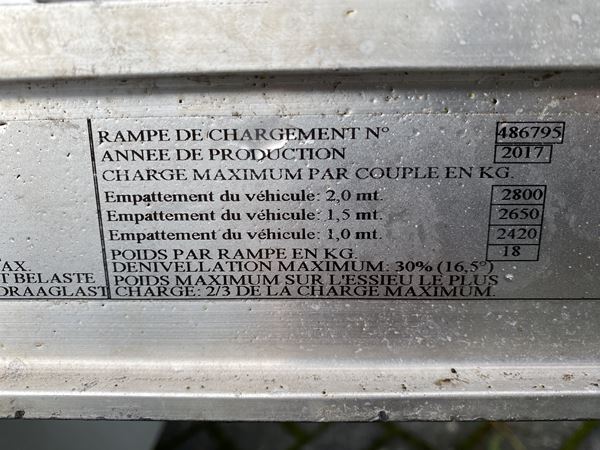 RAMPE DE CHARGEMENT N° 486795
ANNEE DE PRODUCTION 2017
CHARGE MAXIMUM PAR COUPLE EN KG.
Empattement du véhicule: 2,0 mt. 2800
Empattement du véhicule: 1,5 mt. 2650
Empattement du véhicule: 1,0 mt. 2420
POIDS PAR RAMPE EN KG. 18
AX. DENIVELLATION MAXIMUM: 30% (16,5°)
T BELASTE POIDS MAXIMUM SUR L'ESSIEU LE PLUS
DRAAGLAST CHARGE: 2/3 DE LA CHARGE MAXIMUM.